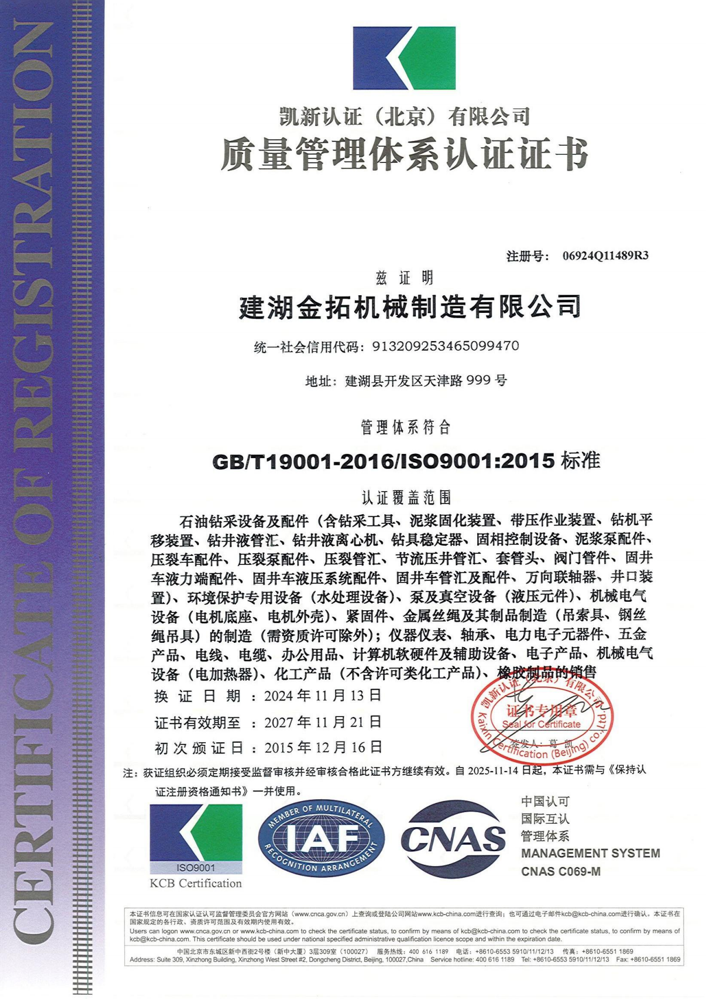 CERTIFICATE OF REGISTRATION
凯新认证（北京）有限公司
质量管理体系认证证书
注册号： 06924Q11489R3
兹 证 明
建湖金拓机械制造有限公司
统一社会信用代码：913209253465099470
地址：建湖县开发区天津路 999 号
管理体系符合
GB/T19001-2016/ISO9001:2015 标准
认证覆盖范围
石油钻采设备及配件（含钻采工具、泥浆固化装置、带压作业装置、钻机平
移装置、钻井液管汇、钻井液离心机、钻具稳定器、固相控制设备、泥浆泵配件、
压裂车配件、压裂泵配件、压裂管汇、节流压井管汇、套管头、阀门管件、固井
车液力端配件、固井车液压系统配件、固井车管汇及配件、万向联轴器、井口装
置）、环境保护专用设备（水处理设备）、泵及真空设备（液压元件）、机械电气
设备（电机底座、电机外壳）、紧固件、金属丝绳及其制品制造（吊索具、钢丝
绳吊具）的制造（需资质许可除外）；仪器仪表、轴承、电力电子元器件、五金
产品、电线、电缆、办公用品、计算机软硬件及辅助设备、电子产品、机械电气
设备（电加热器）、化工产品（不含许可类化工产品）、橡胶制品的销售
换 证 日 期 ：2024 年 11 月 13 日
证书有效期至 ：2027 年 11 月 21 日
初 次 颁 证 日 ：2015 年 12 月 16 日
凯新认证（北京）有限公司
证书专用章
Seal for Certificate
签发人：葛 凯
Kaixin Certification (Beijing) co.,Ltd.
注：获证组织必须定期接受监督审核并经审核合格此证书方继续有效。自 2025-11-14 日起，本证书需与《保持认
证注册资格通知书》一并使用。
ISO9001
KCB Certification
MEMBER OF MULTILATERAL
IAF
RECOGNITION ARRANGEMENT
CNAS
中国认可
国际互认
管理体系
MANAGEMENT SYSTEM
CNAS C069-M
本证书信息可在国家认证认可监督管理委员会官方网站（www.cnca.gov.cn）上查询或登陆公司网站www.kcb-china.com进行查询；也可通过电子邮件kcb@kcb-china.com进行确认。本证书在
国家规定的各行政、资质许可范围及有效期内使用有效。
Users can logon www.cnca.gov.cn or www.kcb-china.com to check the certificate status, to confirm by means of kcb@kcb-china.com to check the certificate status, to confirm by means of
kcb@kcb-china.com. This certificate should be used under national specified administrative qualification licence scope and within the expiration date.
中国北京市东城区新中西街2号楼（新中大厦）3层309室（100027） 服务热线：400 616 1189 电话：+8610-6553 5910/11/12/13 传真：+8610-6551 1869
Address: Suite 309, Xinzhong Building, Xinzhong West Street #2, Dongcheng District, Beijing, 100027,China Service hotline: 400 616 1189 Tel: +8610-6553 5910/11/12/13 Fax: +8610-6551 1869